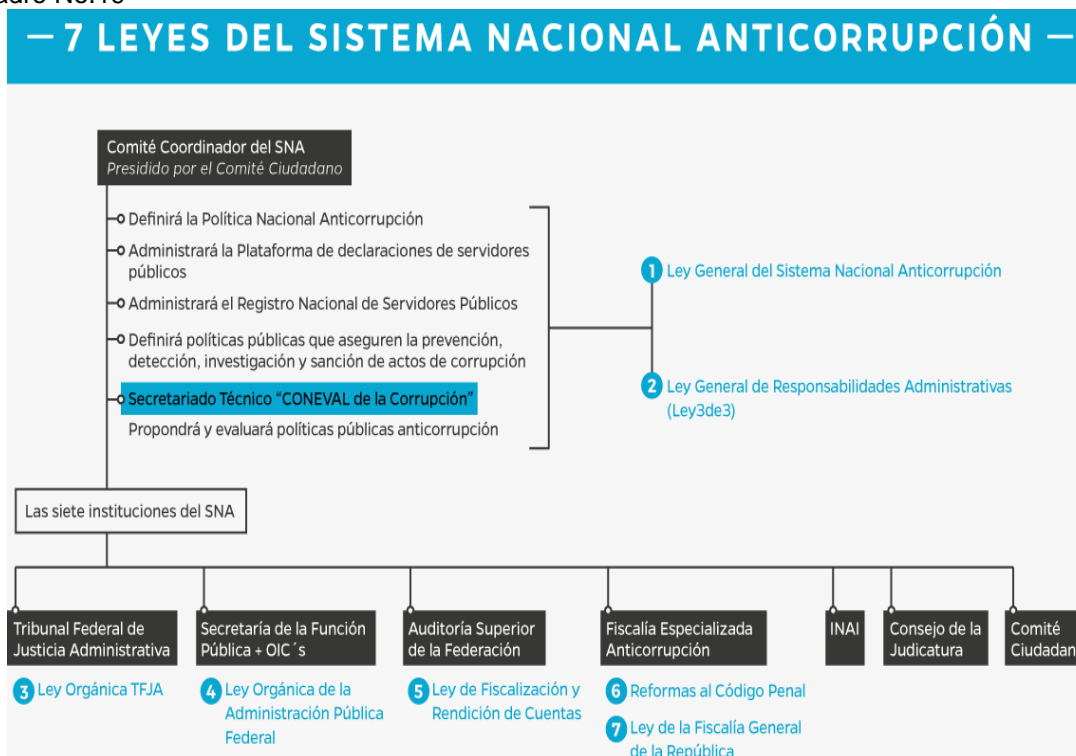 — 7 LEYES DEL SISTEMA NACIONAL ANTICORRUPCIÓN —
Comité Coordinador del SNA
Presidido por el Comité Ciudadano
Definirá la Política Nacional Anticorrupción
Administrará la Plataforma de declaraciones de servidores
públicos
Administrará el Registro Nacional de Servidores Públicos
Definirá políticas públicas que aseguren la prevención,
detección, investigación y sanción de actos de corrupción
Secretariado Técnico “CONEVAL de la Corrupción”
Propondrá y evaluará políticas públicas anticorrupción
1 Ley General del Sistema Nacional Anticorrupción
2 Ley General de Responsabilidades Administrativas
(Ley3de3)
Las siete instituciones del SNA
Tribunal Federal de
Justicia Administrativa
3 Ley Orgánica TFJA
Secretaría de la Función
Pública + OIC´s
4 Ley Orgánica de la
Administración Pública
Federal
Auditoría Superior
de la Federación
5 Ley de Fiscalización y
Rendición de Cuentas
Fiscalía Especializada
Anticorrupción
6 Reformas al Código Penal
7 Ley de la Fiscalía General
de la República
INAI
Consejo de la
Judicatura
Comité